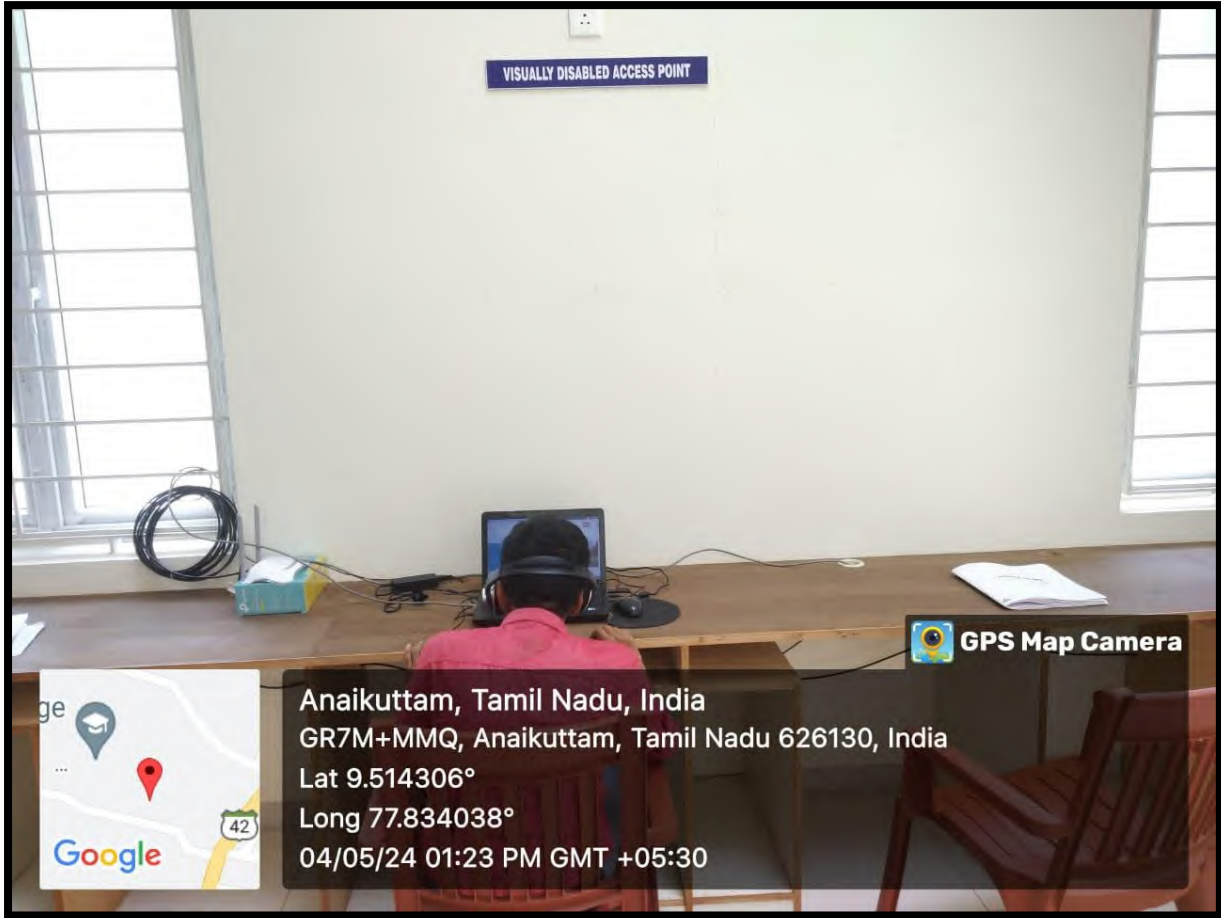 VISUALLY DISABLED ACCESS POINT
GPS Map Camera
ge
...
42
Google
Anaikuttam, Tamil Nadu, India
GR7M+MMQ, Anaikuttam, Tamil Nadu 626130, India
Lat 9.514306°
Long 77.834038°
04/05/24 01:23 PM GMT +05:30